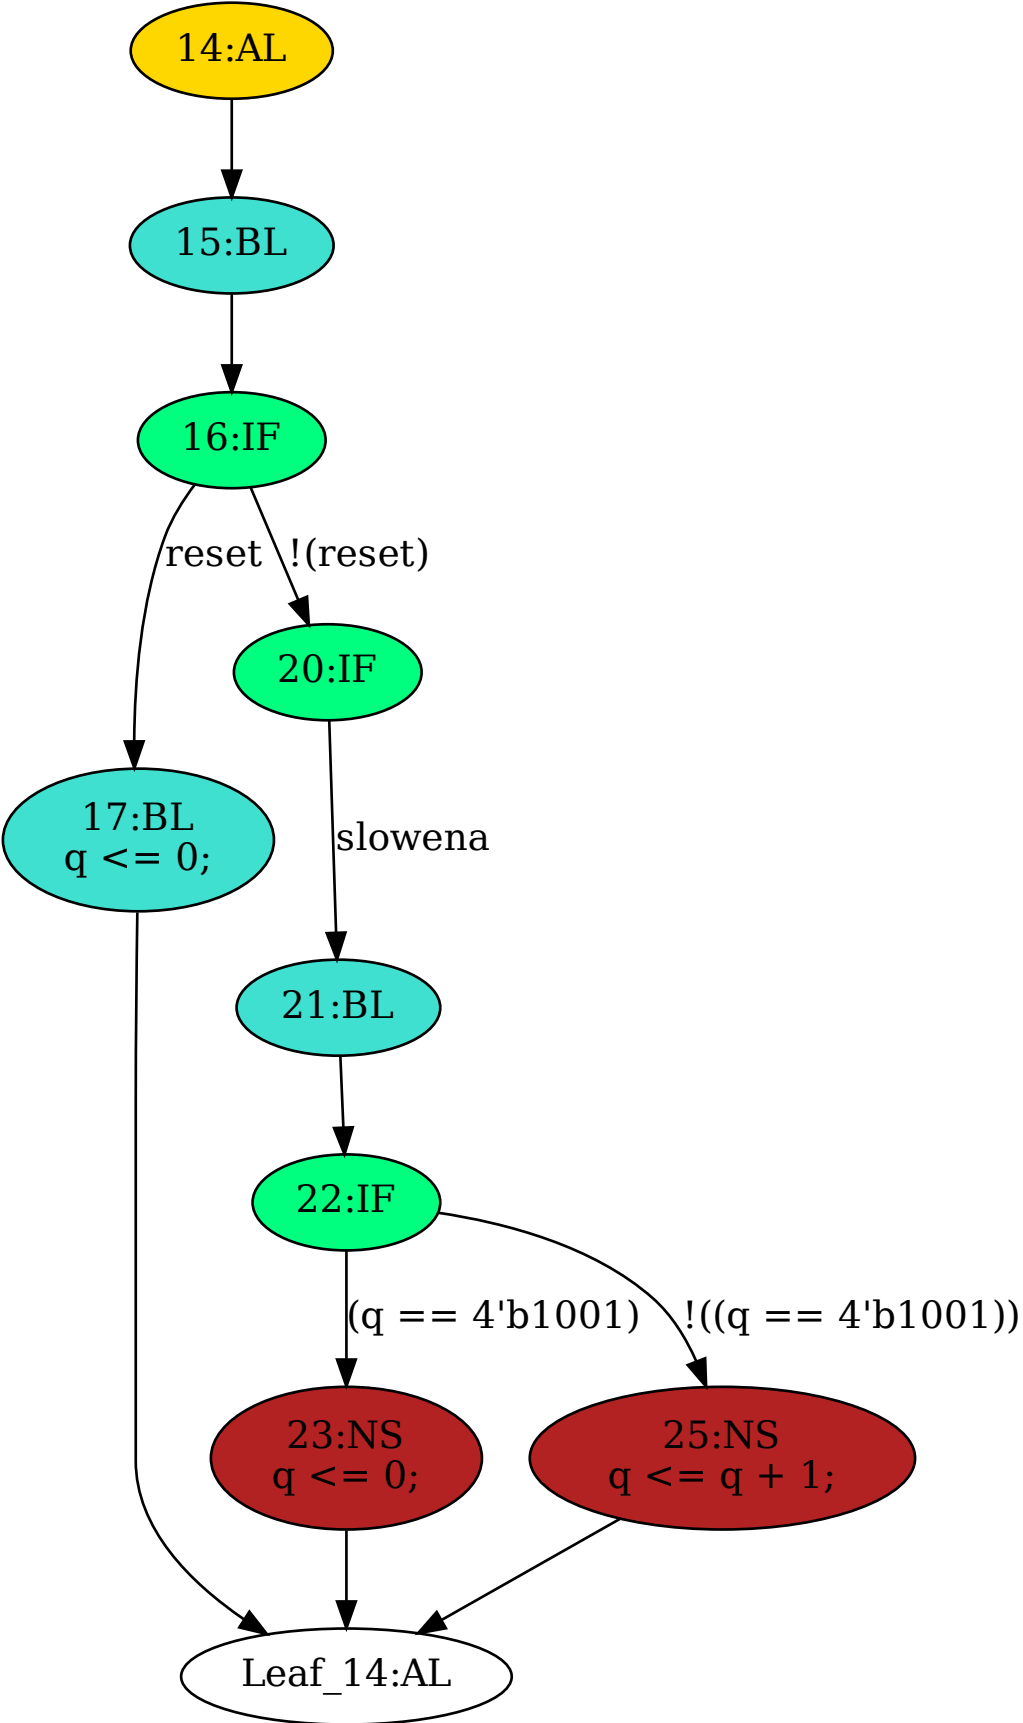 14:AL
15:BL
16:IF
reset
!(reset)
20:IF
17:BL
q <= 0;
slowena
21:BL
22:IF
(q == 4'b1001)
!((q == 4'b1001))
23:NS
q <= 0;
25:NS
q <= q + 1;
Leaf_14:AL